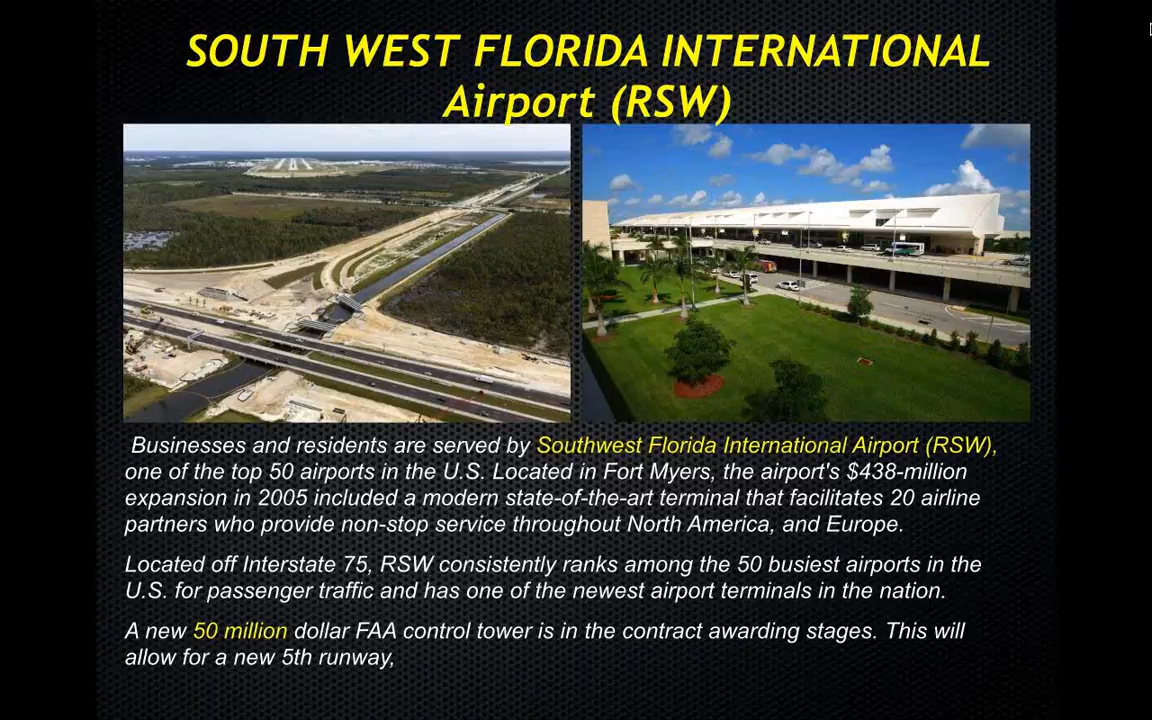 SOUTH WEST FLORIDA INTERNATIONAL
Airport (RSW)
Businesses and residents are served by Southwest Florida International Airport (RSW),
one of the top 50 airports in the U.S. Located in Fort Myers, the airport's $438-million
expansion in 2005 included a modern state-of-the-art terminal that facilitates 20 airline
partners who provide non-stop service throughout North America, and Europe.
Located off Interstate 75, RSW consistently ranks among the 50 busiest airports in the
U.S. for passenger traffic and has one of the newest airport terminals in the nation.
A new 50 million dollar FAA control tower is in the contract awarding stages. This will
allow for a new 5th runway,